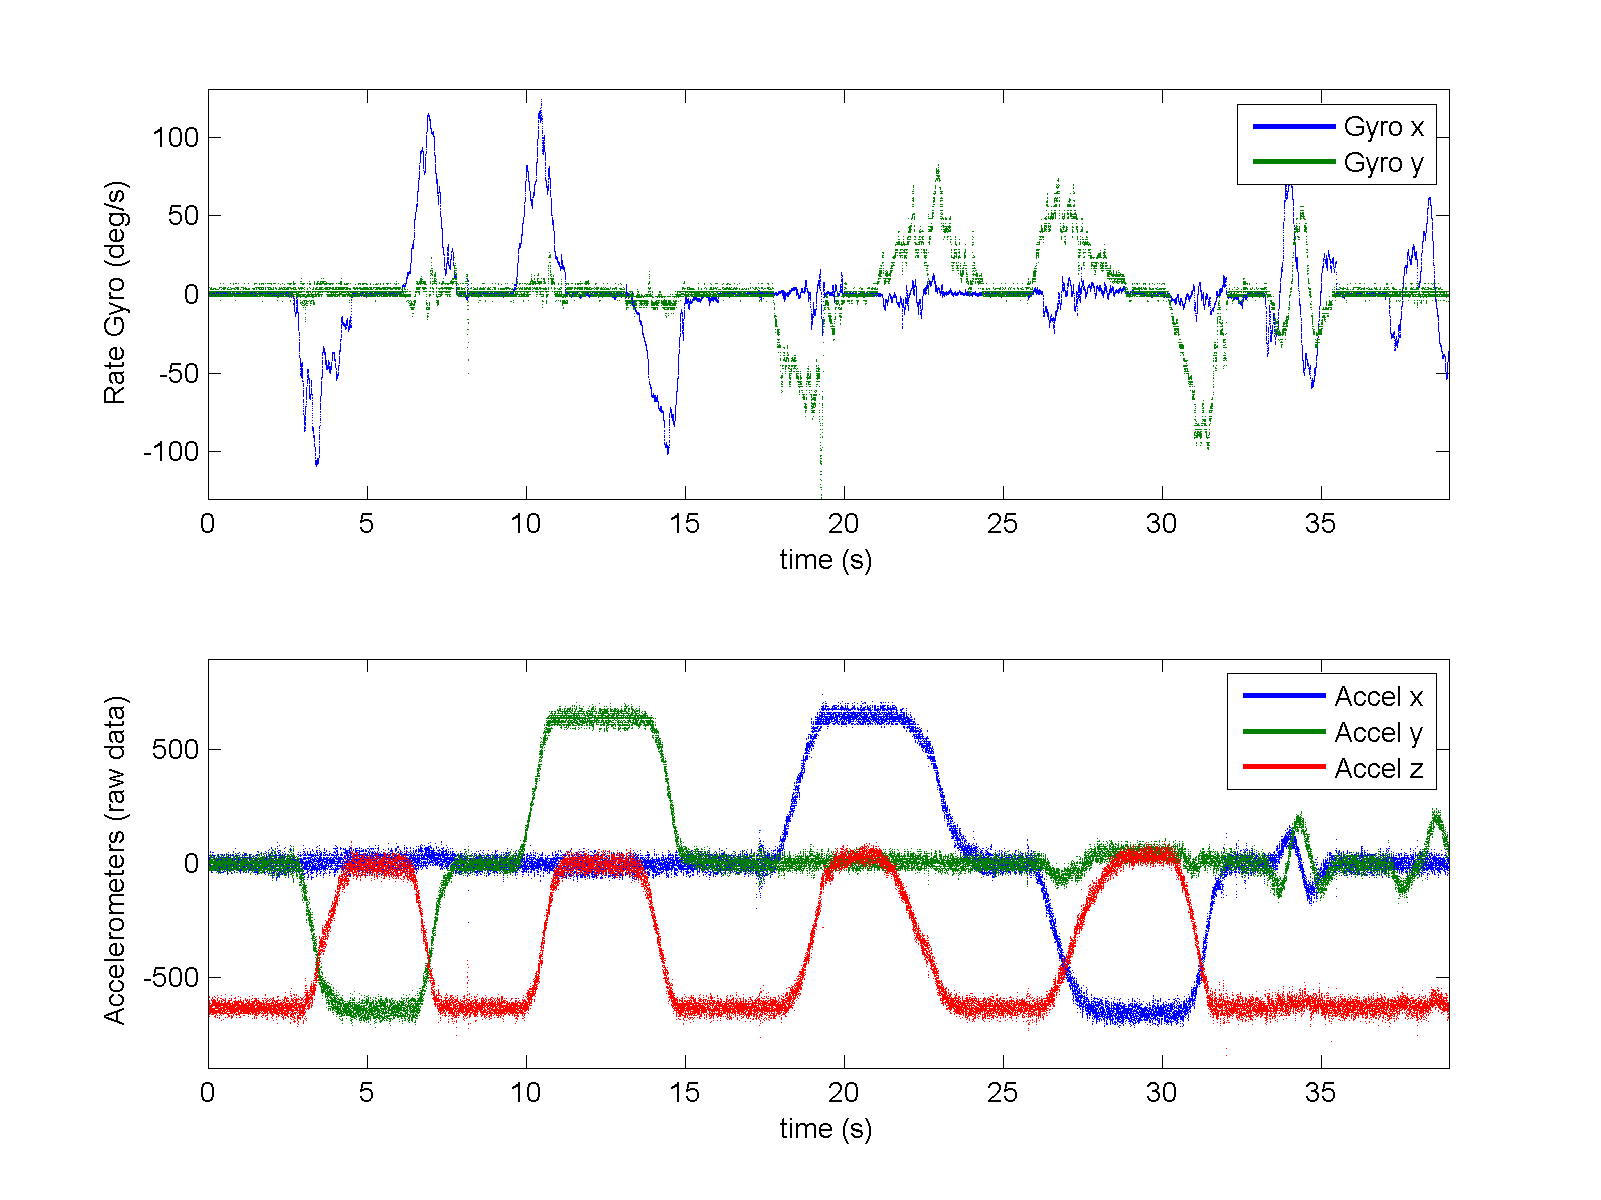 100
50
0
-50
-100
Rate Gyro (deg/s)
Gyro x
Gyro y
0 5 10 15 20 25 30 35
time (s)
500
0
-500
Accelerometers (raw data)
Accel x
Accel y
Accel z
0 5 10 15 20 25 30 35
time (s)